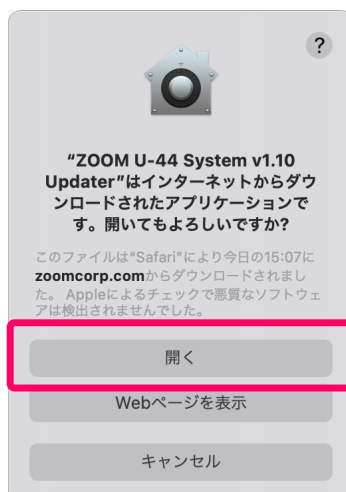 ?
“ZOOM U-44 System v1.10
Updater”はインターネットからダウ
ンロードされたアプリケーションで
す。開いてもよろしいですか?
このファイルは“Safari”により今日の15:07に
zoomcorp.comからダウンロードされまし
た。 Appleによるチェックで悪質なソフトウェ
アは検出されませんでした。
開く
Webページを表示
キャンセル